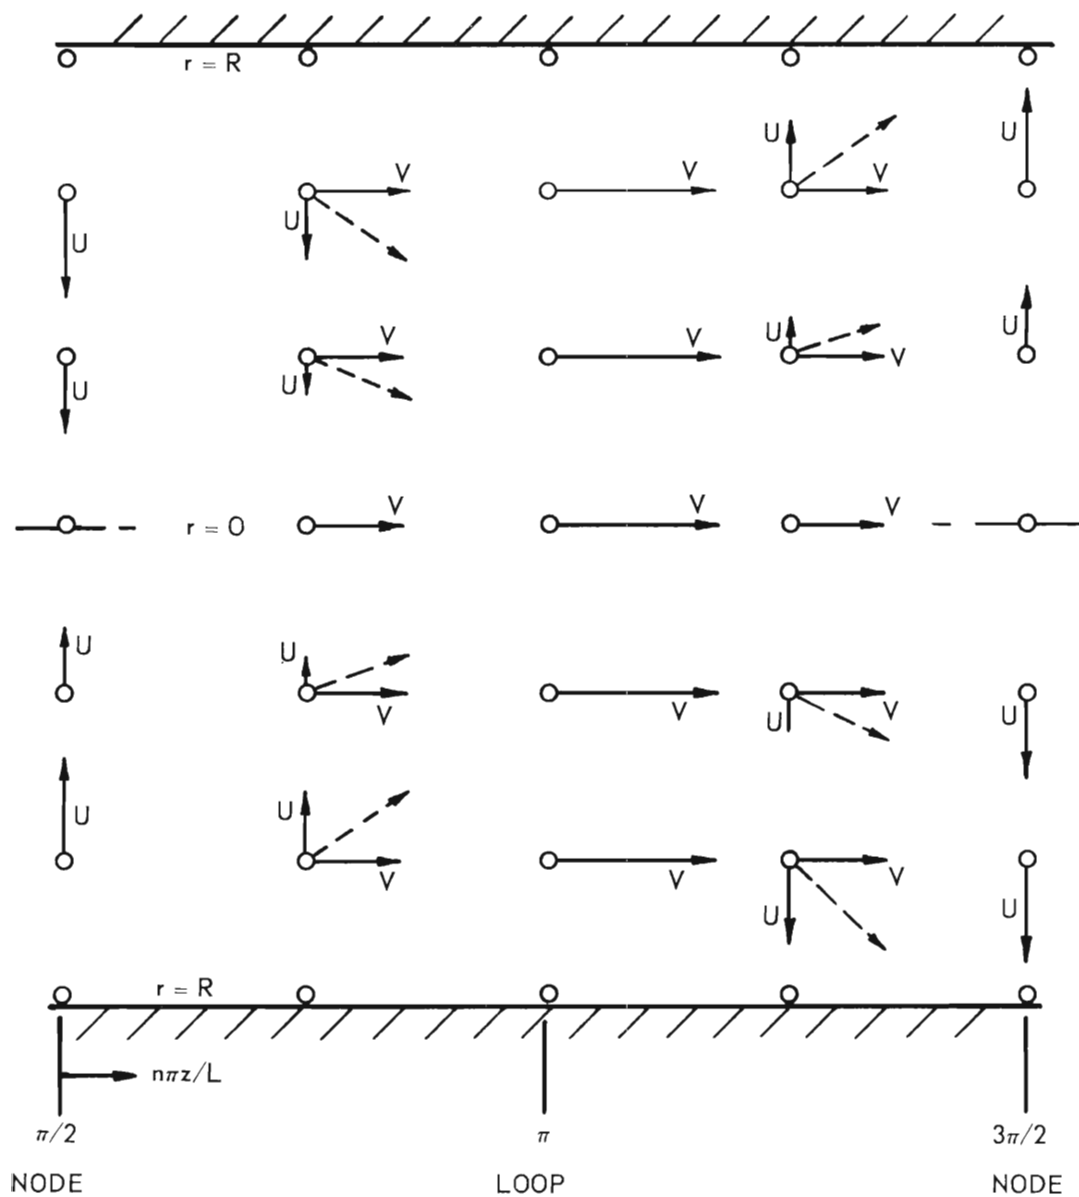 r = R
U V U
U V V V U
U V V U
U V V U V U
r = 0 V V V
U U V V U V U
U U V V U V U
r = R
nπz/L
π/2 π 3π/2
NODE LOOP NODE